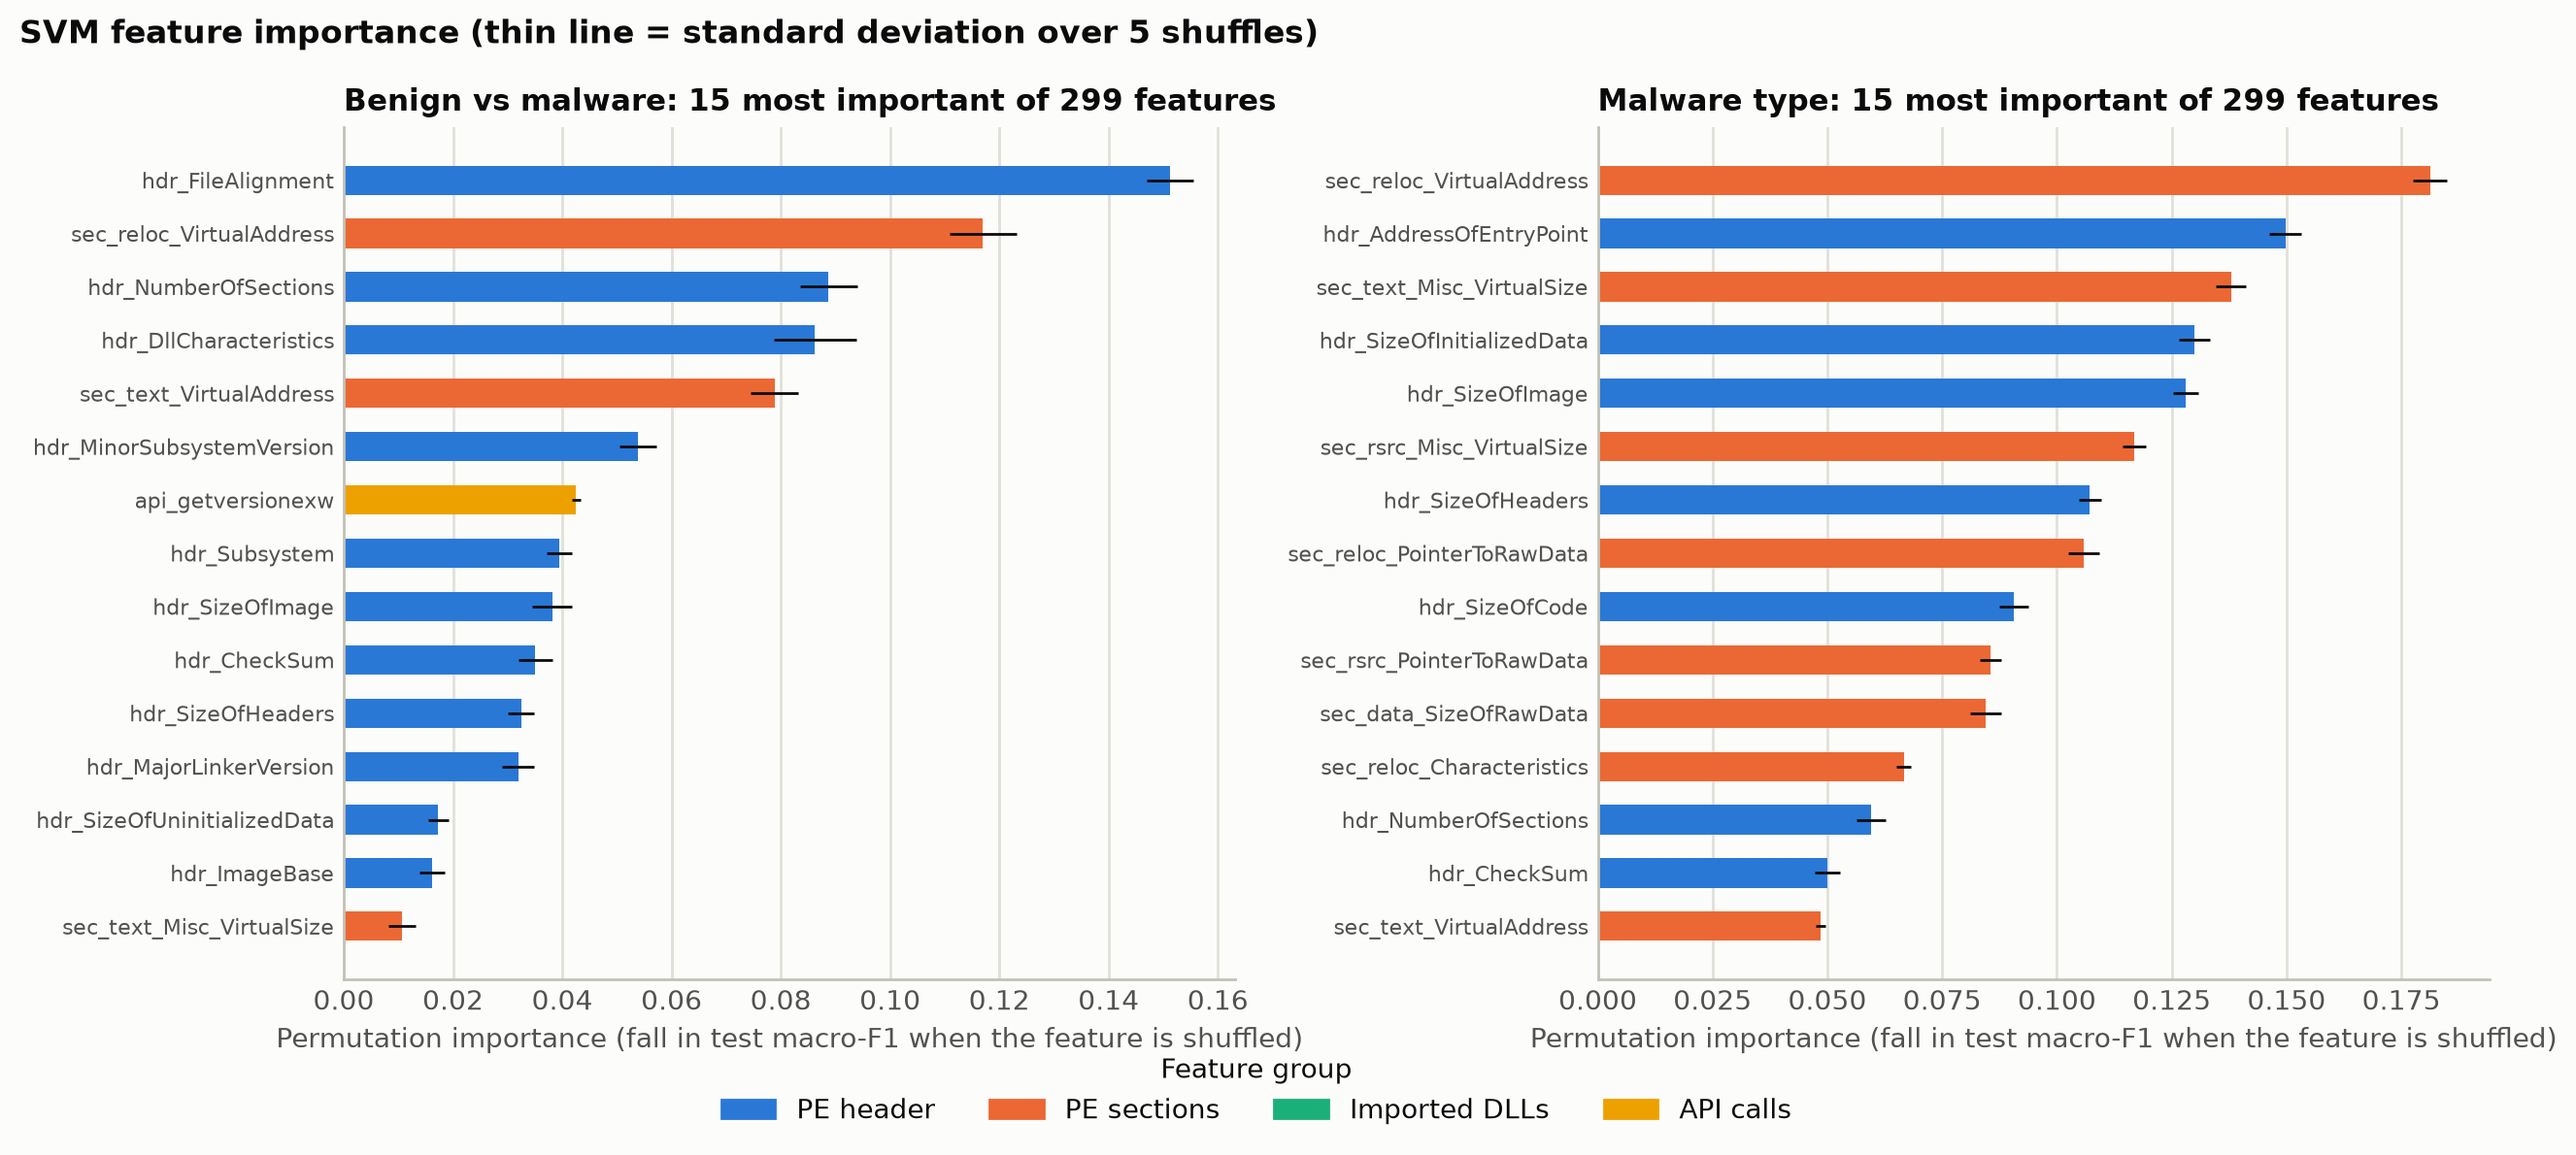 SVM feature importance (thin line = standard deviation over 5 shuffles)
Benign vs malware: 15 most important of 299 features
hdr_FileAlignment
sec_reloc_VirtualAddress
hdr_NumberOfSections
hdr_DllCharacteristics
sec_text_VirtualAddress
hdr_MinorSubsystemVersion
api_getversionexw
hdr_Subsystem
hdr_SizeOfImage
hdr_CheckSum
hdr_SizeOfHeaders
hdr_MajorLinkerVersion
hdr_SizeOfUninitializedData
hdr_ImageBase
sec_text_Misc_VirtualSize
0.00 0.02 0.04 0.06 0.08 0.10 0.12 0.14 0.16
Permutation importance (fall in test macro-F1 when the feature is shuffled)
Malware type: 15 most important of 299 features
sec_reloc_VirtualAddress
hdr_AddressOfEntryPoint
sec_text_Misc_VirtualSize
hdr_SizeOfInitializedData
hdr_SizeOfImage
sec_rsrc_Misc_VirtualSize
hdr_SizeOfHeaders
sec_reloc_PointerToRawData
hdr_SizeOfCode
sec_rsrc_PointerToRawData
sec_data_SizeOfRawData
sec_reloc_Characteristics
hdr_NumberOfSections
hdr_CheckSum
sec_text_VirtualAddress
0.000 0.025 0.050 0.075 0.100 0.125 0.150 0.175
Permutation importance (fall in test macro-F1 when the feature is shuffled)
Feature group
PE header PE sections Imported DLLs API calls